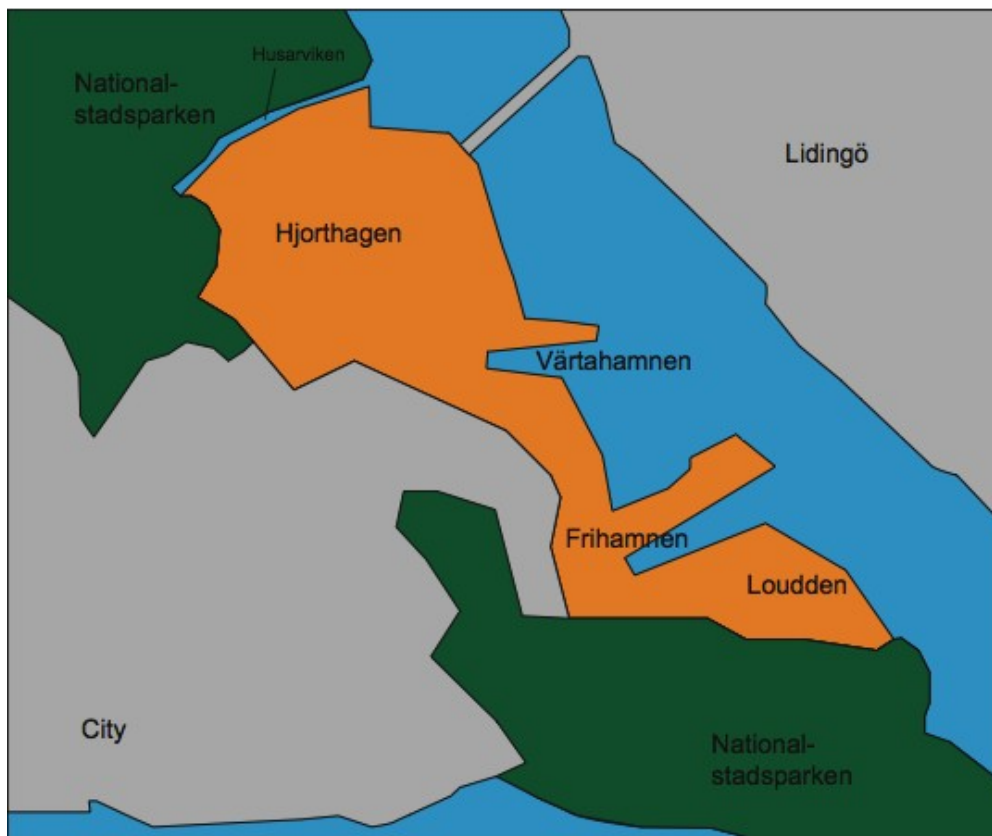 Husarviken
National-
stadsparken
Lidingö
Hjorthagen
Värtahamnen
Frihamnen
Loudden
City
National-
stadsparken